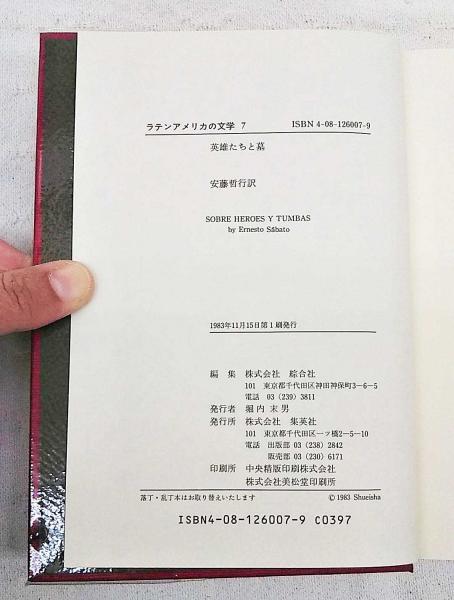 ラテンアメリカの文学 7 ISBN 4-08-126007-9
英雄たちと墓
安藤哲行訳
SOBRE HEROES Y TUMBAS
by Ernesto Sábato
1983年11月15日第1刷発行
編 集 株式会社 綜合社
101 東京都千代田区神田神保町3−6−5
電話 03 (239) 3811
発行者 堀内末男
発行所 株式会社 集英社
101 東京都千代田区一ツ橋2−5−10
電話 出版部 03 (238) 2842
販売部 03 (230) 6171
印刷所 中央精版印刷株式会社
株式会社美松堂印刷所
落丁・乱丁本はお取り替えいたします © 1983 Shueisha
ISBN4-08-126007-9 C0397